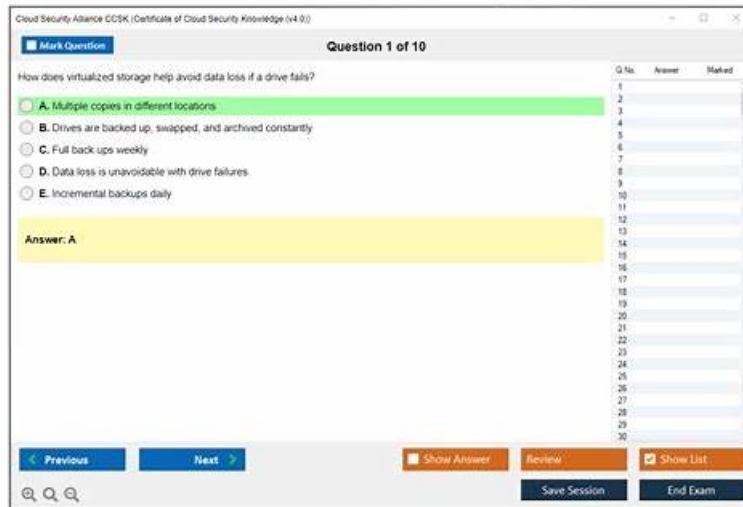 Cloud Security Alliance CCSK (Certificate of Cloud Security Knowledge (v4.0))
Mark Question
Question 1 of 10
How does virtualized storage help avoid data loss if a drive fails?
A. Multiple copies in different locations
B. Drives are backed up, swapped, and archived constantly
C. Full back ups weekly
D. Data loss is unavoidable with drive failures
E. Incremental backups daily
Answer: A
Q No. Answer Marked
1
2
3
4
5
6
7
8
9
10
11
12
13
14
15
16
17
18
19
20
21
22
23
24
25
26
27
28
29
30
Previous
Next
Show Answer
Review
Show List
Save Session
End Exam